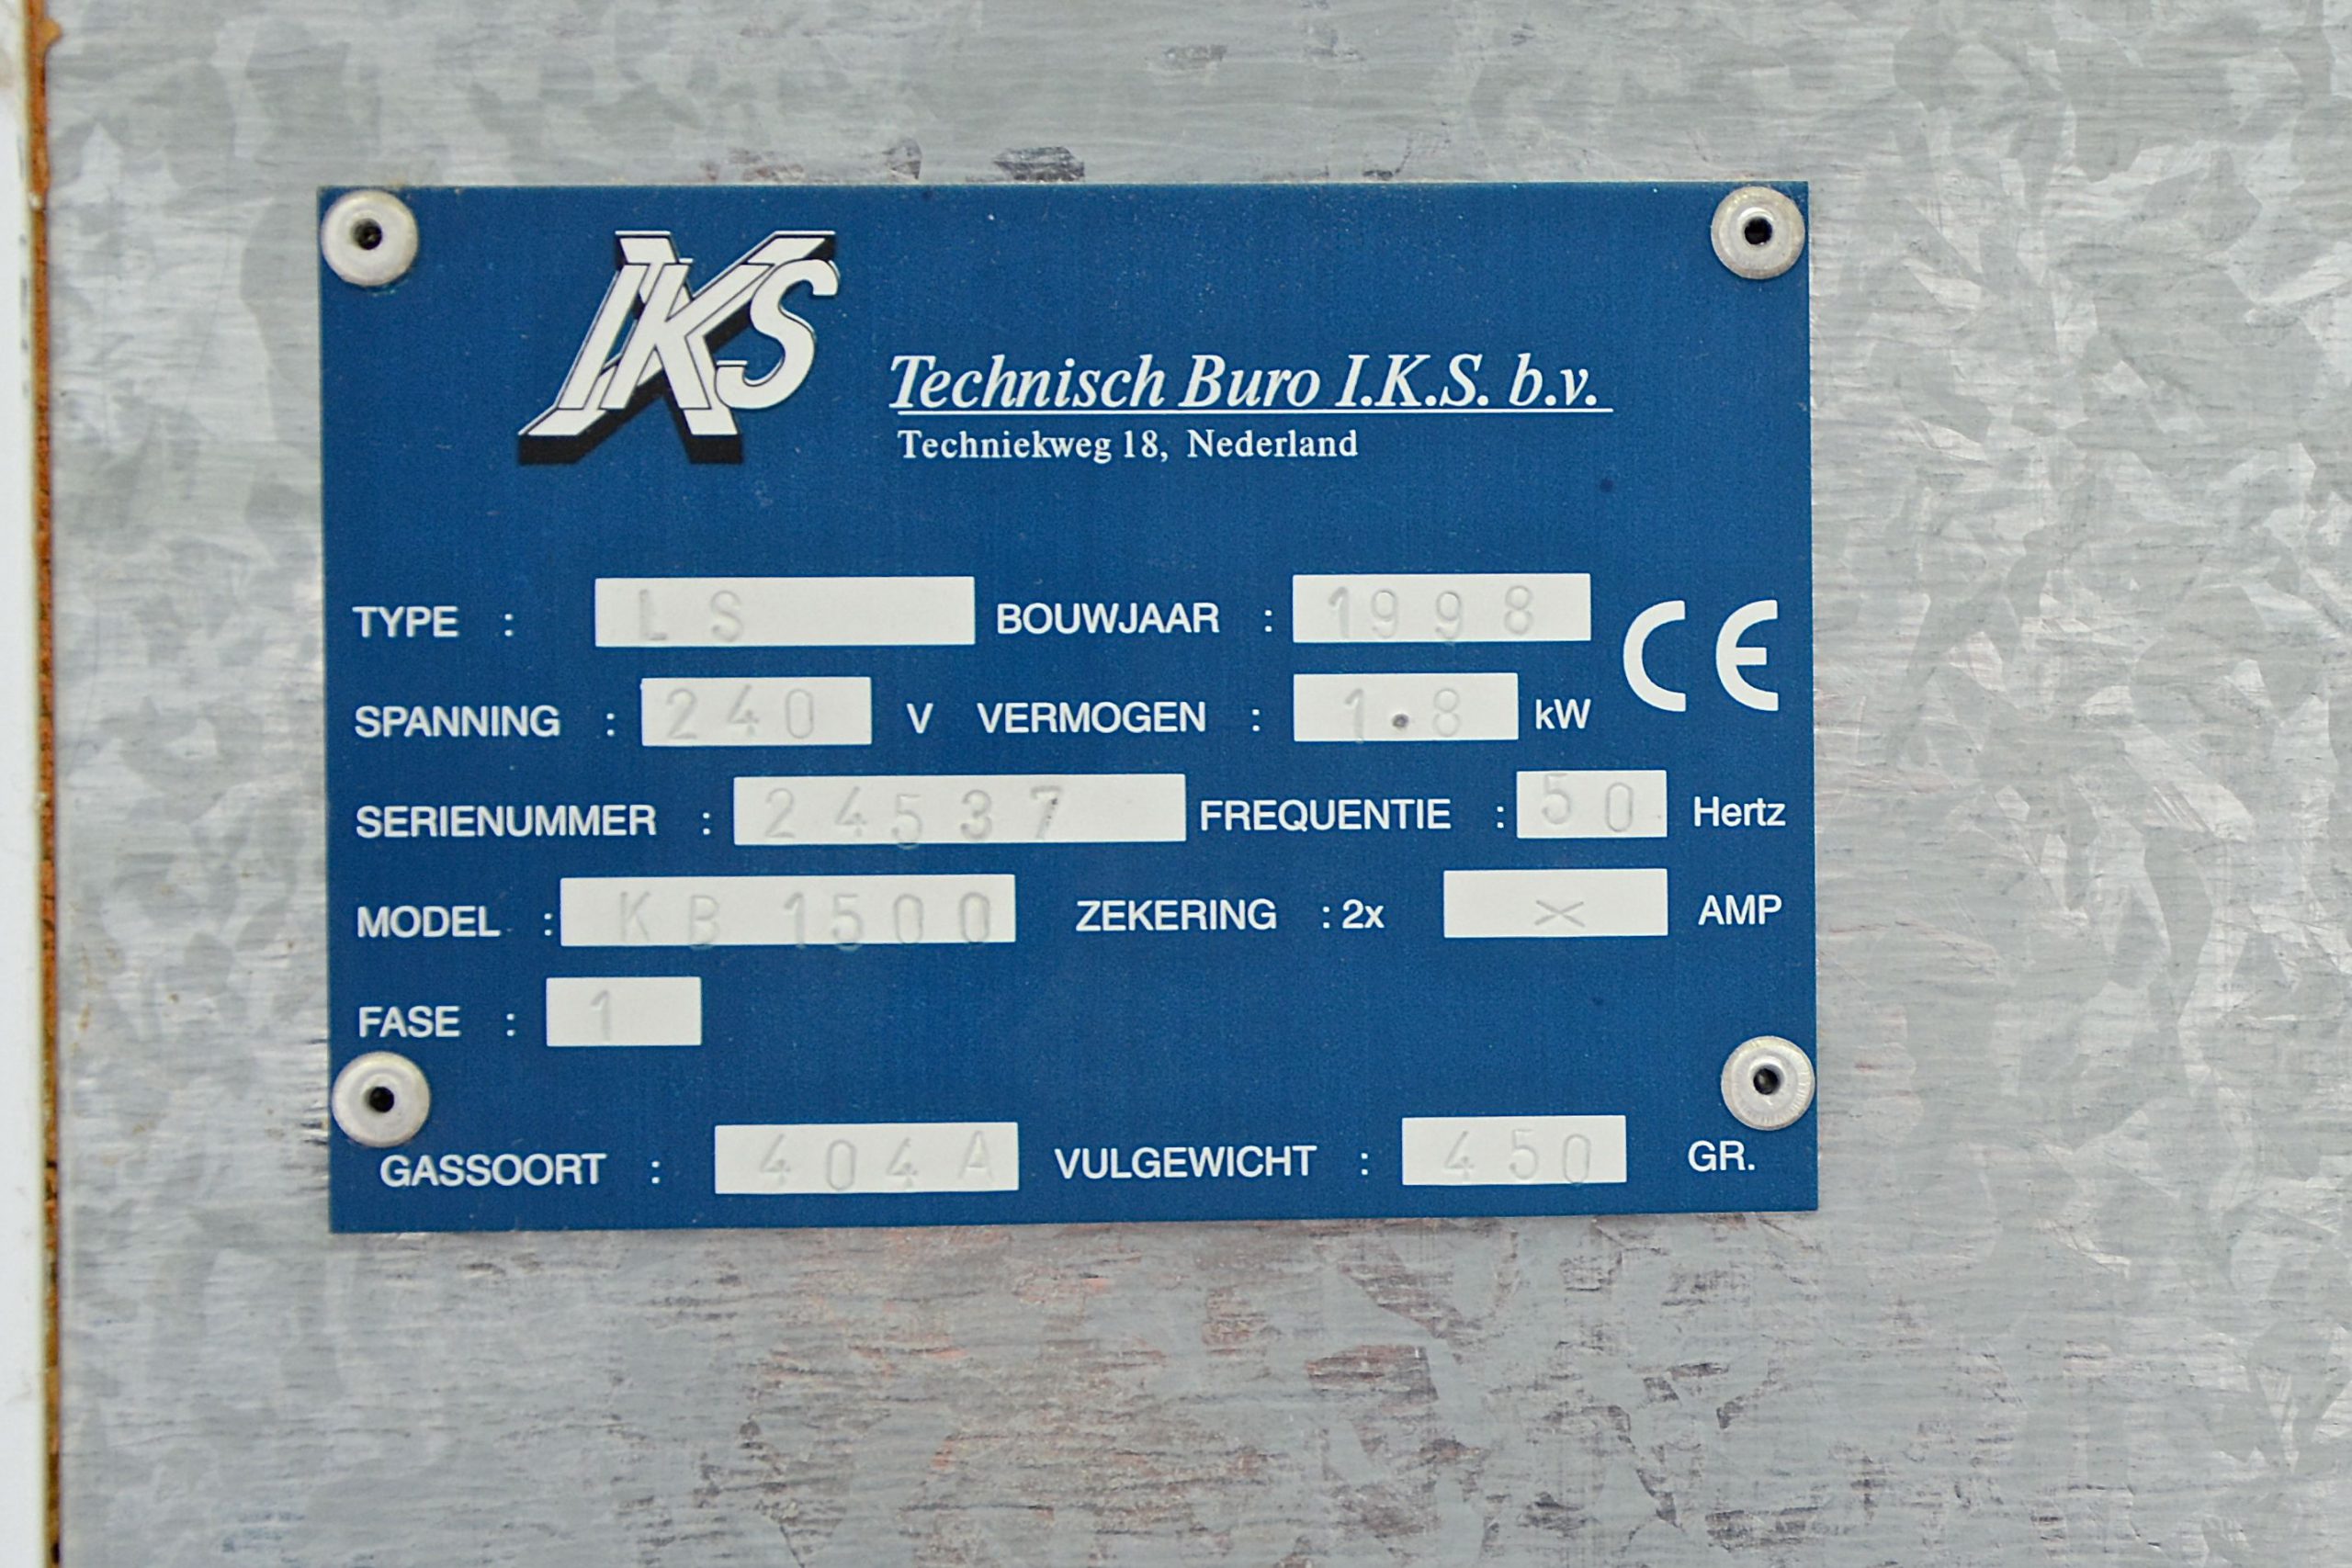 IKS
Technisch Buro I.K.S. b.v.
Techniekweg 18, Nederland
TYPE : LS BOUWJAAR : 1998
CE
SPANNING : 240 V VERMOGEN : 1.8 kW
SERIENUMMER : 24537 FREQUENTIE : 50 Hertz
MODEL : KB 1500 ZEKERING : 2x X AMP
FASE : 1
GASSOORT : 404A VULGEWICHT : 450 GR.